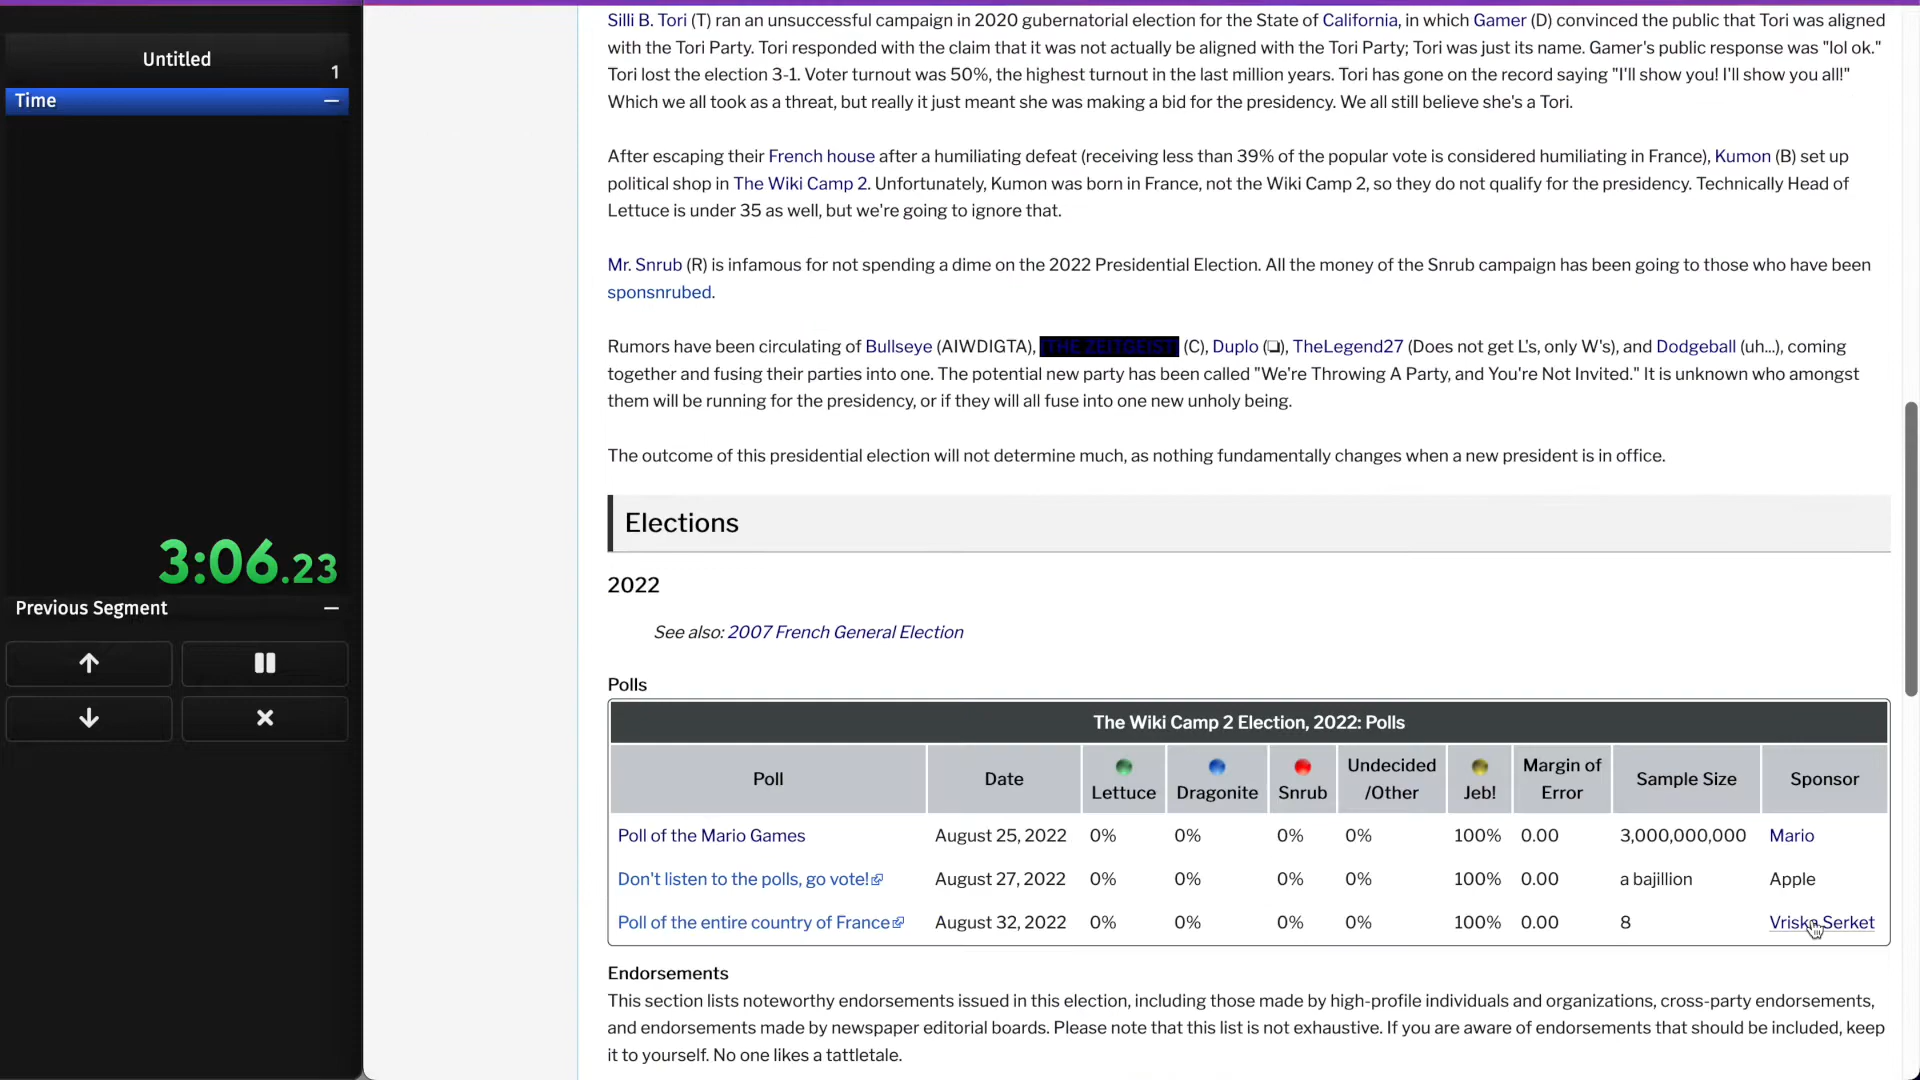 Untitled
1
Time —
3:06.23
Previous Segment —
Silli B. Tori (T) ran an unsuccessful campaign in 2020 gubernatorial election for the State of California, in which Gamer (D) convinced the public that Tori was aligned
with the Tori Party. Tori responded with the claim that it was not actually be aligned with the Tori Party; Tori was just its name. Gamer's public response was "lol ok."
Tori lost the election 3-1. Voter turnout was 50%, the highest turnout in the last million years. Tori has gone on the record saying "I'll show you! I'll show you all!"
Which we all took as a threat, but really it just meant she was making a bid for the presidency. We all still believe she's a Tori.
After escaping their French house after a humiliating defeat (receiving less than 39% of the popular vote is considered humiliating in France), Kumon (B) set up
political shop in The Wiki Camp 2. Unfortunately, Kumon was born in France, not the Wiki Camp 2, so they do not qualify for the presidency. Technically Head of
Lettuce is under 35 as well, but we're going to ignore that.
Mr. Snrub (R) is infamous for not spending a dime on the 2022 Presidential Election. All the money of the Snrub campaign has been going to those who have been
sponsnrubed.
Rumors have been circulating of Bullseye (AIWDIGTA), [THE ZEITGEIST] (C), Duplo (❏), TheLegend27 (Does not get L's, only W's), and Dodgeball (uh...), coming
together and fusing their parties into one. The potential new party has been called "We're Throwing A Party, and You're Not Invited." It is unknown who amongst
them will be running for the presidency, or if they will all fuse into one new unholy being.
The outcome of this presidential election will not determine much, as nothing fundamentally changes when a new president is in office.
Elections
2022
See also: 2007 French General Election
Polls
The Wiki Camp 2 Election, 2022: Polls
Poll Date Lettuce Dragonite Snrub Undecided /Other Jeb! Margin of Error Sample Size Sponsor
Poll of the Mario Games August 25, 2022 0% 0% 0% 0% 100% 0.00 3,000,000,000 Mario
Don't listen to the polls, go vote! August 27, 2022 0% 0% 0% 0% 100% 0.00 a bajillion Apple
Poll of the entire country of France August 32, 2022 0% 0% 0% 0% 100% 0.00 8 Vriska Serket
Endorsements
This section lists noteworthy endorsements issued in this election, including those made by high-profile individuals and organizations, cross-party endorsements,
and endorsements made by newspaper editorial boards. Please note that this list is not exhaustive. If you are aware of endorsements that should be included, keep
it to yourself. No one likes a tattletale.